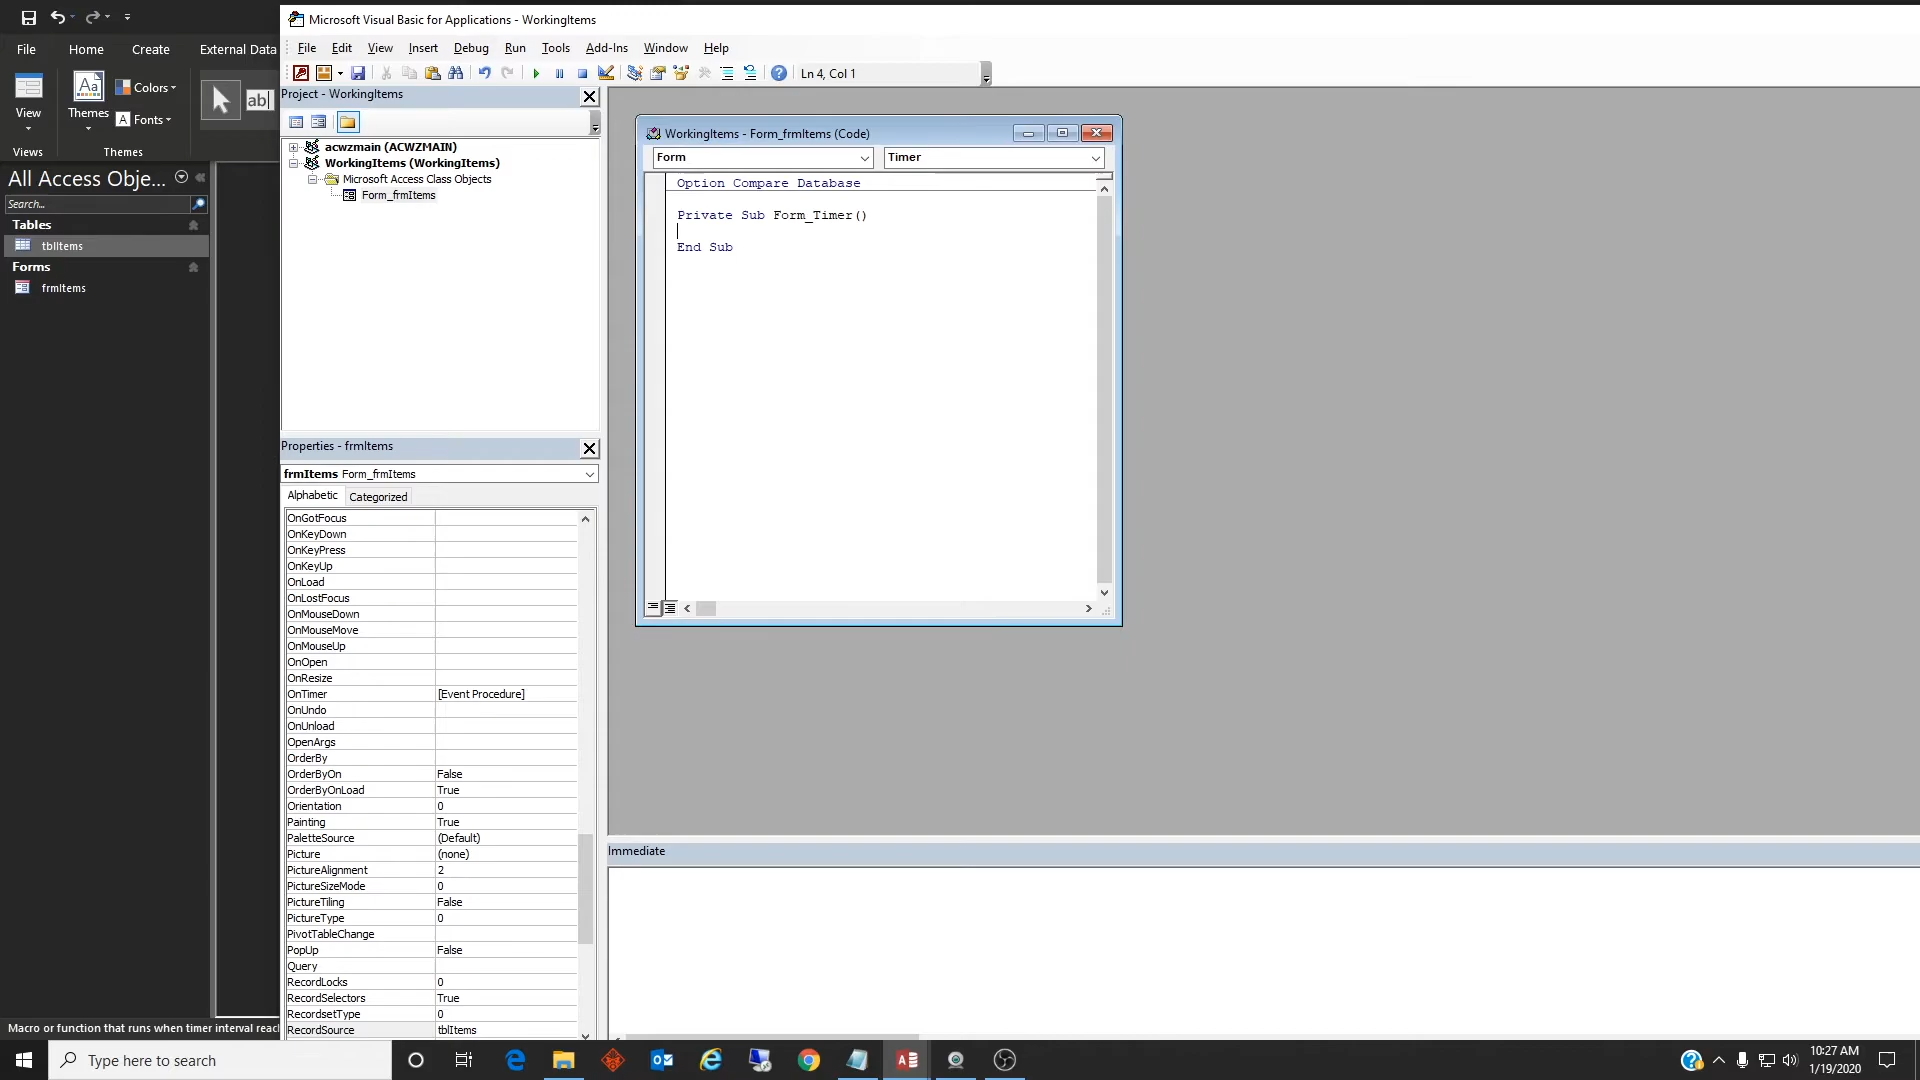 Microsoft Visual Basic for Applications - WorkingItems
File
Home
Create
External Data
File
Edit
View
Insert
Debug
Run
Tools
Add-Ins
Window
Help
View
Themes
Aa
Colors
A Fonts
ab|
Views
Themes
Ln 4, Col 1
Project - WorkingItems
acwzmain (ACWZMAIN)
WorkingItems (WorkingItems)
Microsoft Access Class Objects
Form_frmItems
All Access Obje...
Search...
Tables
tblItems
Forms
frmItems
WorkingItems - Form_frmItems (Code)
Form
Timer
Option Compare Database
Private Sub Form_Timer()
End Sub
Properties - frmItems
frmItems Form_frmItems
Alphabetic
Categorized
OnGotFocus
OnKeyDown
OnKeyPress
OnKeyUp
OnLoad
OnLostFocus
OnMouseDown
OnMouseMove
OnMouseUp
OnOpen
OnResize
OnTimer [Event Procedure]
OnUndo
OnUnload
OpenArgs
OrderBy
OrderByOn False
OrderByOnLoad True
Orientation 0
Painting True
PaletteSource (Default)
Picture (none)
PictureAlignment 2
PictureSizeMode 0
PictureTiling False
PictureType 0
PivotTableChange
PopUp False
Query
RecordLocks 0
RecordSelectors True
RecordsetType 0
RecordSource tblItems
Immediate
Macro or function that runs when timer interval reac
Type here to search
10:27 AM
1/19/2020